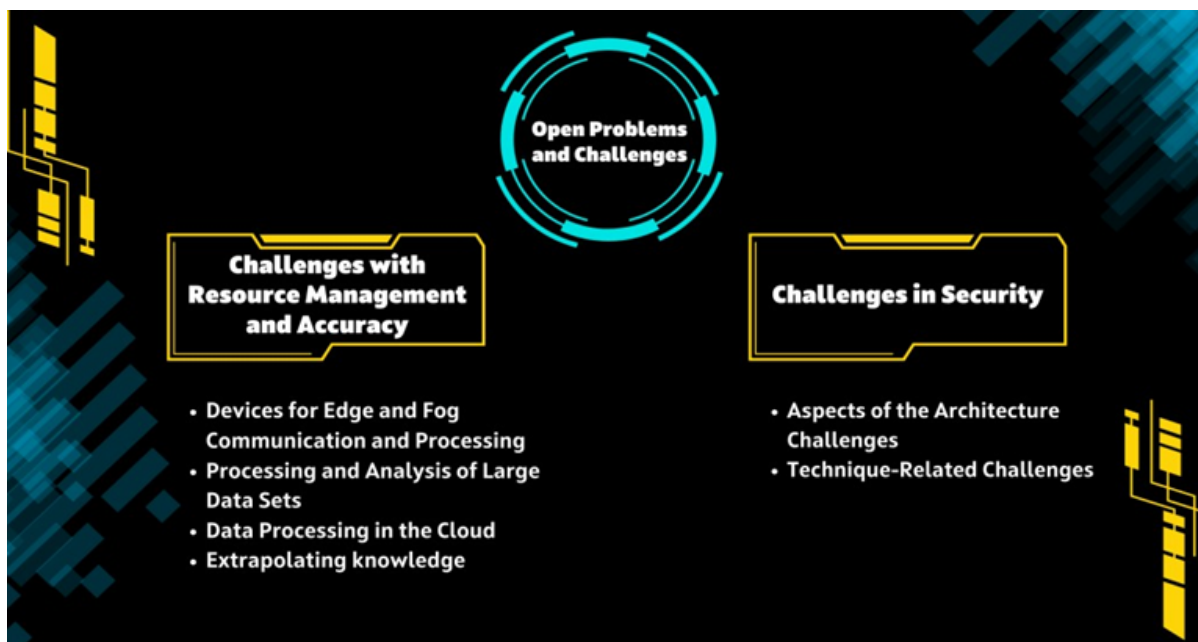 Open Problems
and Challenges
Challenges with
Resource Management
and Accuracy
• Devices for Edge and Fog
Communication and Processing
• Processing and Analysis of Large
Data Sets
• Data Processing in the Cloud
• Extrapolating knowledge
Challenges in Security
• Aspects of the Architecture
Challenges
• Technique-Related Challenges